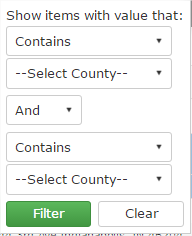 Show items with value that:
Contains
--Select County--
And
Contains
--Select County--
Filter Clear